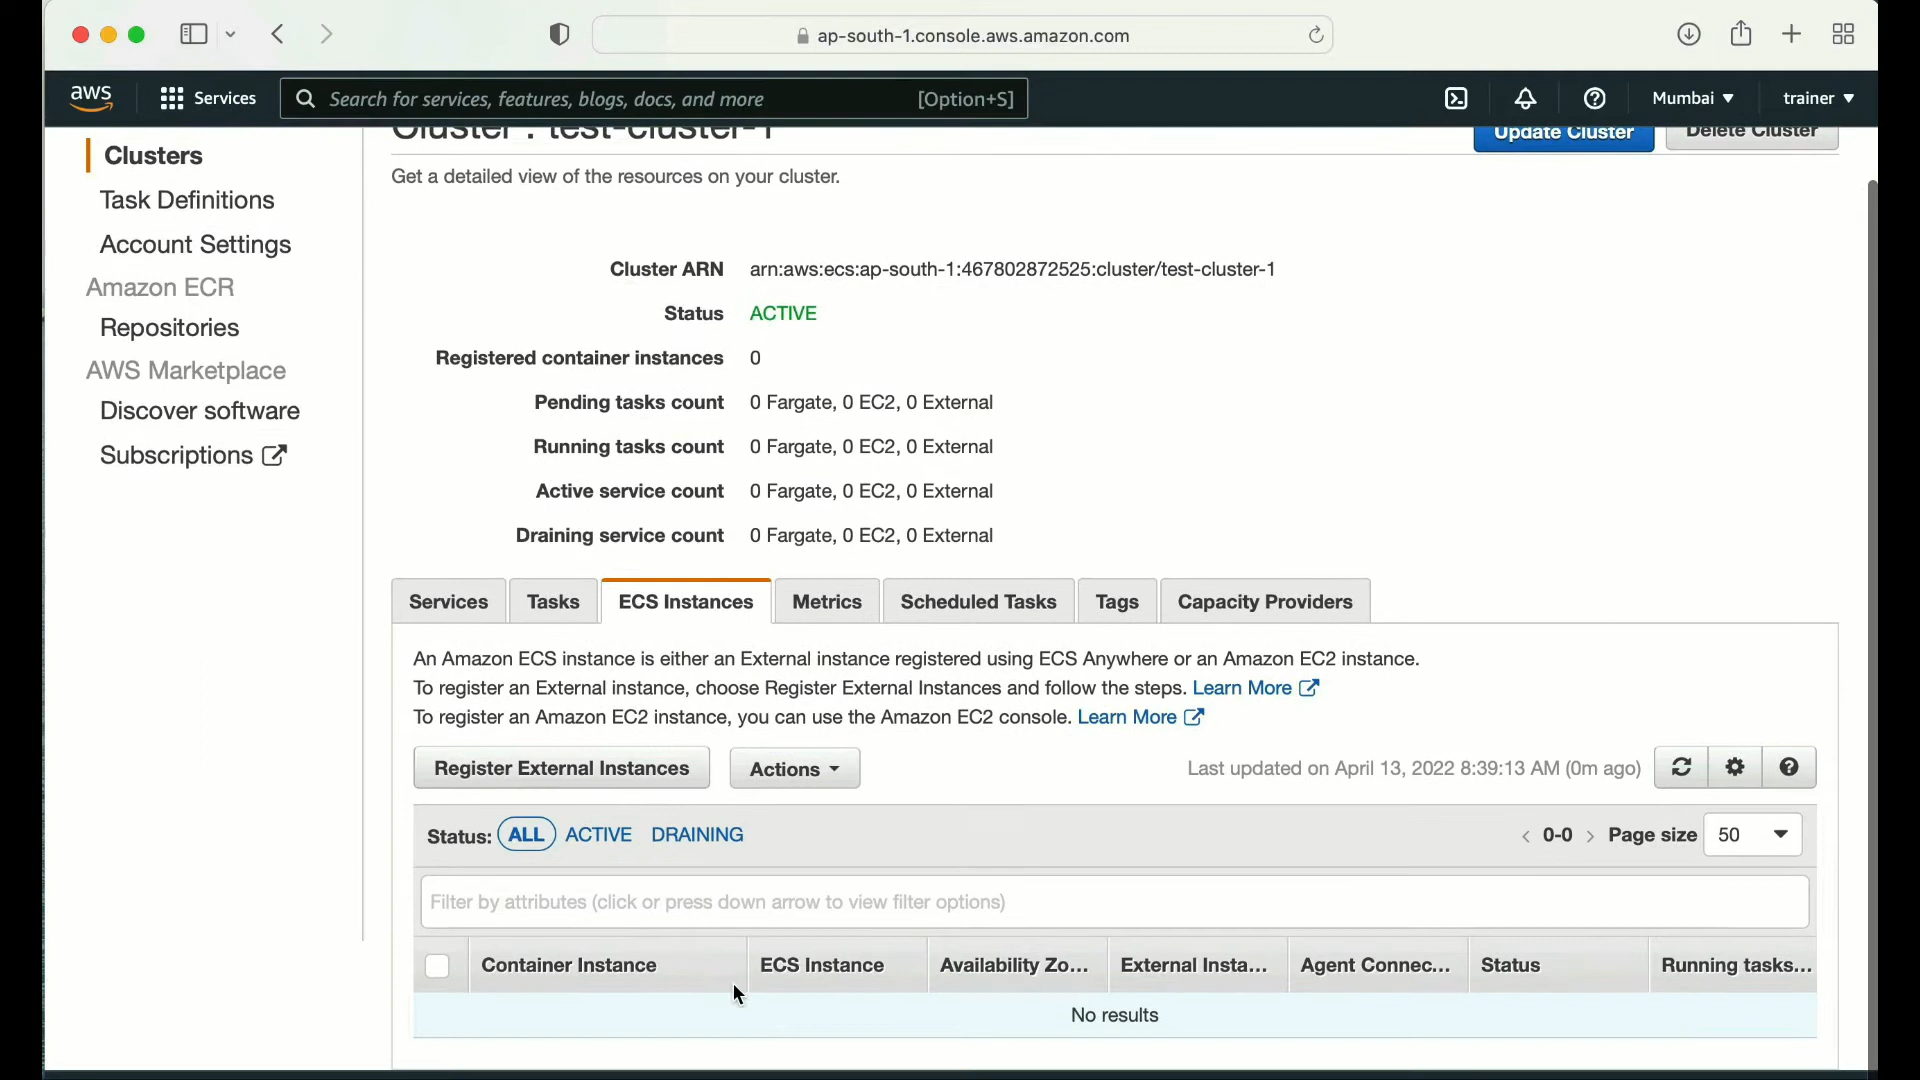 ap-south-1.console.aws.amazon.com
aws
Services
Search for services, features, blogs, docs, and more
[Option+S]
Mumbai
trainer
Clusters
Task Definitions
Account Settings
Amazon ECR
Repositories
AWS Marketplace
Discover software
Subscriptions
Cluster : test-cluster-1
Update Cluster
Delete Cluster
Get a detailed view of the resources on your cluster.
Cluster ARN arn:aws:ecs:ap-south-1:467802872525:cluster/test-cluster-1
Status ACTIVE
Registered container instances 0
Pending tasks count 0 Fargate, 0 EC2, 0 External
Running tasks count 0 Fargate, 0 EC2, 0 External
Active service count 0 Fargate, 0 EC2, 0 External
Draining service count 0 Fargate, 0 EC2, 0 External
Services Tasks ECS Instances Metrics Scheduled Tasks Tags Capacity Providers
An Amazon ECS instance is either an External instance registered using ECS Anywhere or an Amazon EC2 instance.
To register an External instance, choose Register External Instances and follow the steps. Learn More
To register an Amazon EC2 instance, you can use the Amazon EC2 console. Learn More
Register External Instances Actions Last updated on April 13, 2022 8:39:13 AM (0m ago)
Status: ALL ACTIVE DRAINING < 0-0 > Page size 50
Filter by attributes (click or press down arrow to view filter options)
Container Instance ECS Instance Availability Zo... External Insta... Agent Connec... Status Running tasks...
No results